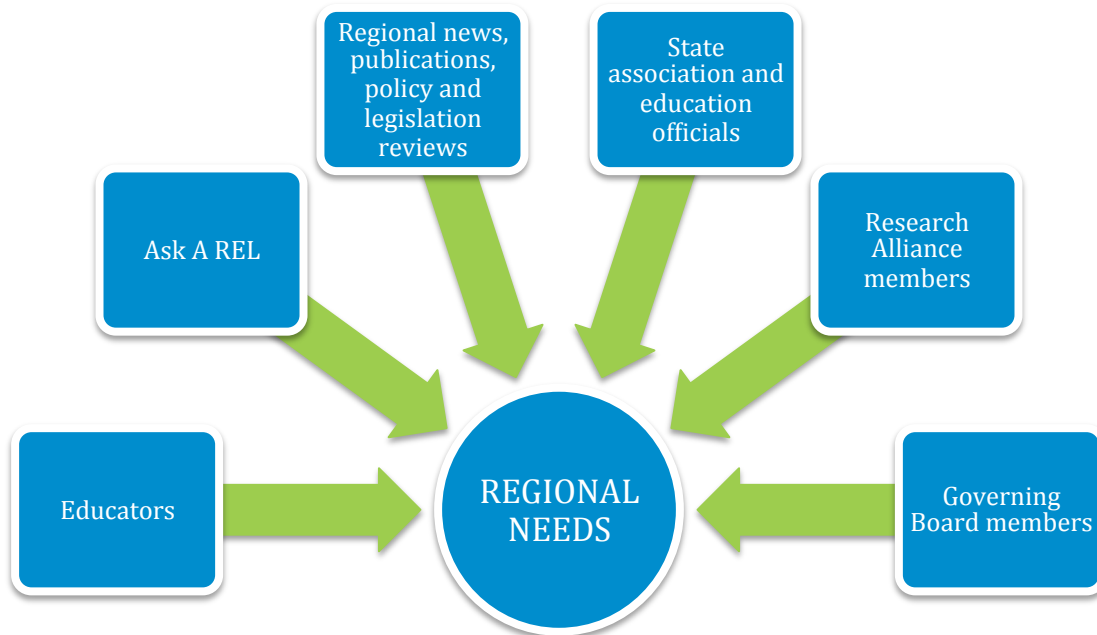 Regional news,
publications,
policy and
legislation
reviews
State
association and
education
officials
Ask A REL
Research
Alliance
members
Educators
REGIONAL
NEEDS
Governing
Board members